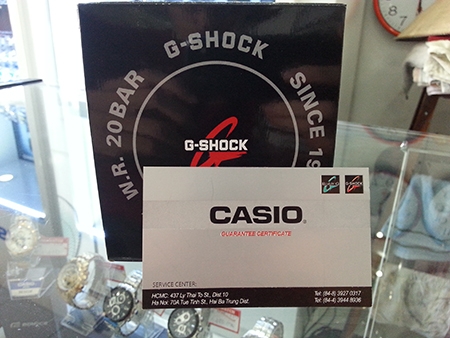 G-SHOCK
W.R. 20BAR
SINCE 19
G-SHOCK
CASIO®
GUARANTEE CERTIFICATE
SERVICE CENTER:
HCMC: 437 Ly Thai To St., Dist 10
Tel: (84-8) 3927 0317
Ha Noi: 70A Tue Tinh St., Hai Ba Trung Dist.
Tel: (84-4) 3944 8936